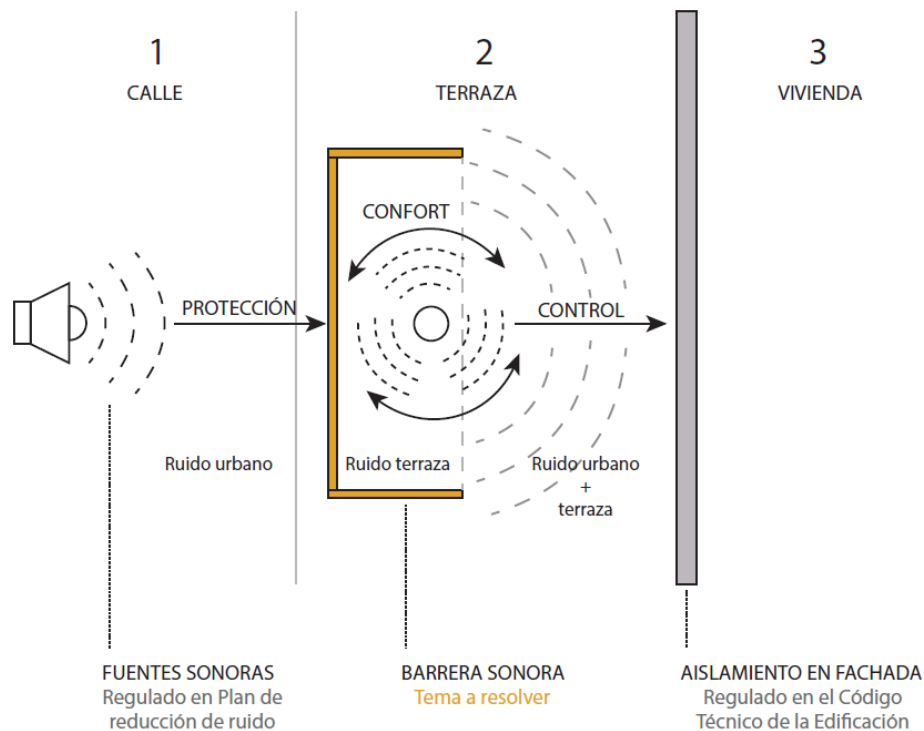 1
CALLE
2
TERRAZA
3
VIVIENDA
CONFORT
PROTECCIÓN
CONTROL
Ruido urbano
Ruido terraza
Ruido urbano
+
terraza
FUENTES SONORAS
Regulado en Plan de
reducción de ruido
BARRERA SONORA
Tema a resolver
AISLAMIENTO EN FACHADA
Regulado en el Código
Técnico de la Edificación